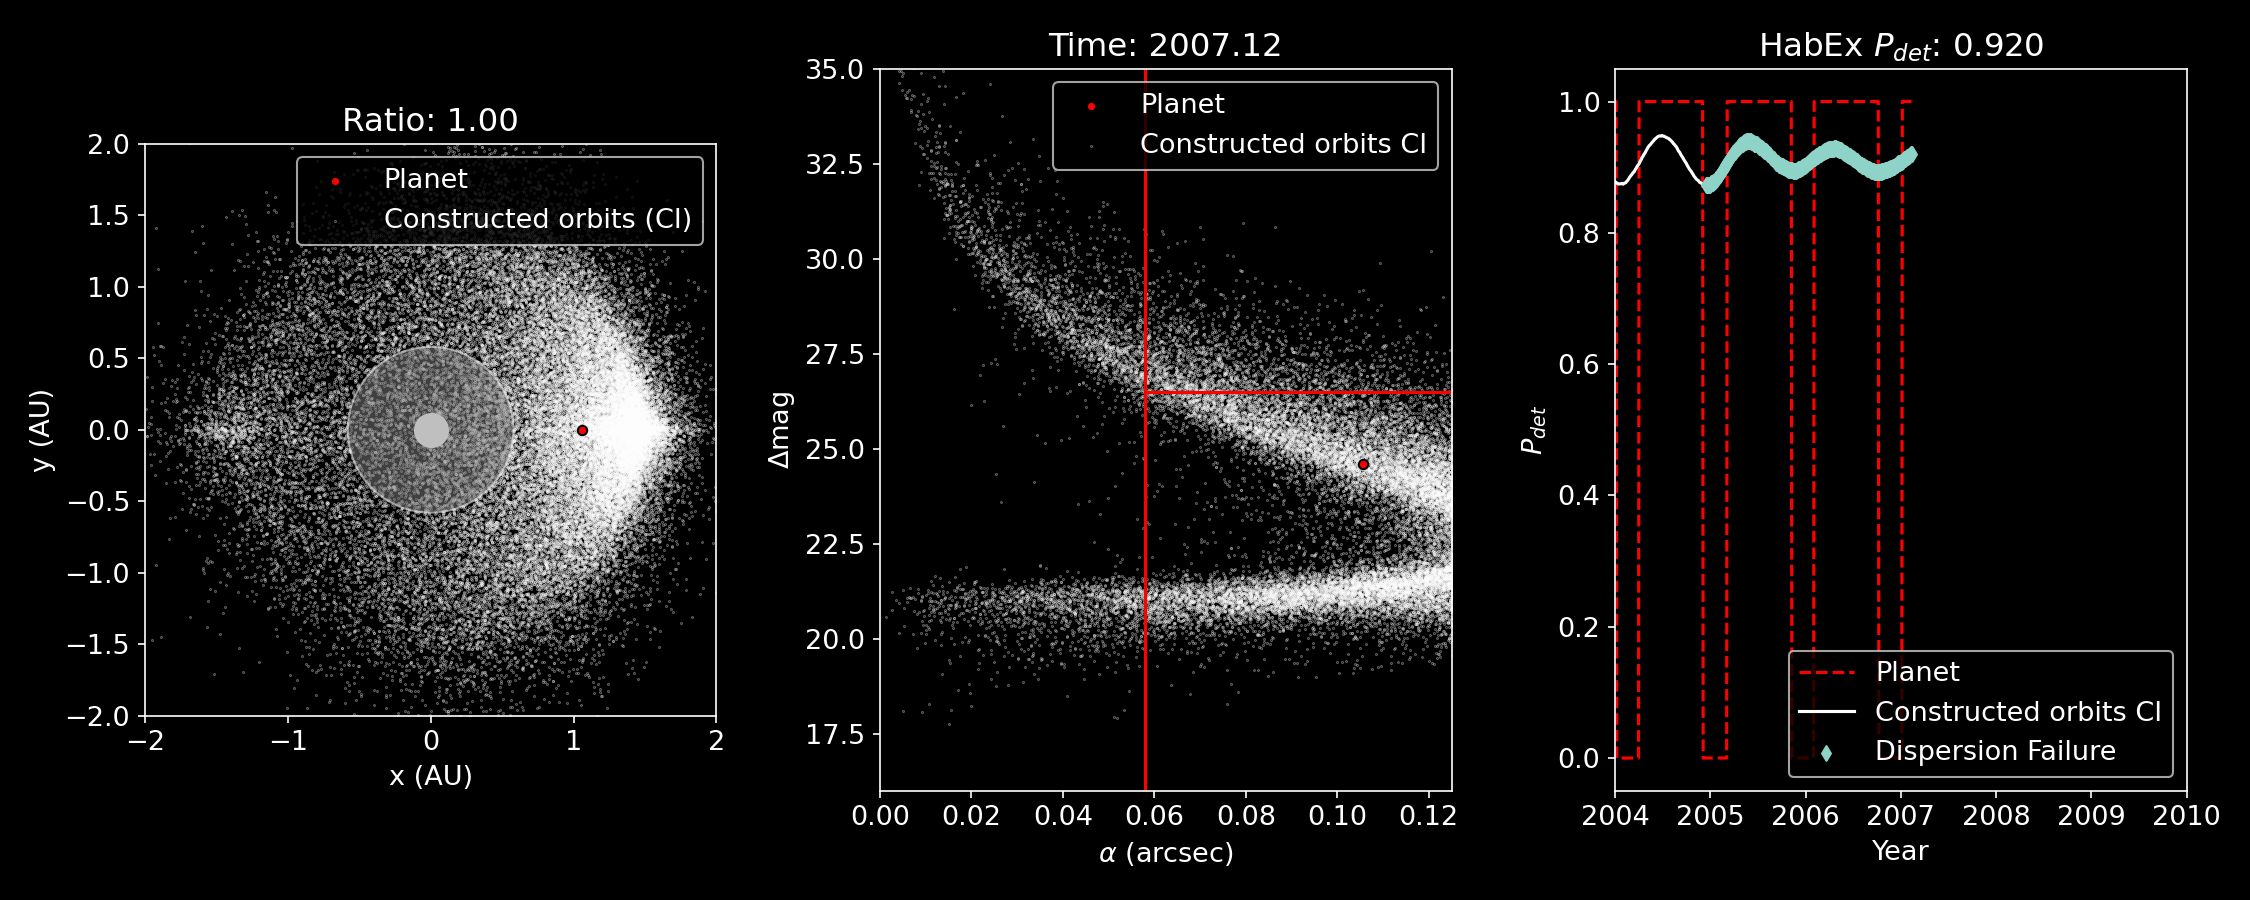 Ratio: 1.00
Planet
Constructed orbits (CI)
2.0
1.5
1.0
0.5
0.0
−0.5
−1.0
−1.5
−2.0
y (AU)
−2 −1 0 1 2
x (AU)
Time: 2007.12
Planet
Constructed orbits CI
35.0
32.5
30.0
27.5
25.0
22.5
20.0
17.5
Δmag
0.00 0.02 0.04 0.06 0.08 0.10 0.12
α (arcsec)
HabEx Pdet: 0.920
1.0
0.8
0.6
0.4
0.2
0.0
Pdet
Planet
Constructed orbits CI
Dispersion Failure
2004 2005 2006 2007 2008 2009 2010
Year